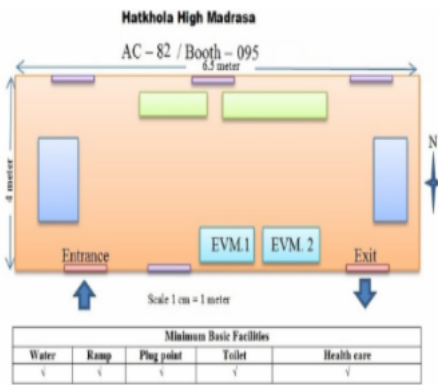 Hatkhola High Madrasa
AC – 82 / Booth – 095
6.5 meter
4 meter
N
EVM.1 EVM. 2
Entrance Exit
Scale 1 cm = 1 meter
Minimum Basic Facilities
Water Ramp Plug point Toilet Health care
√ √ √ √ √